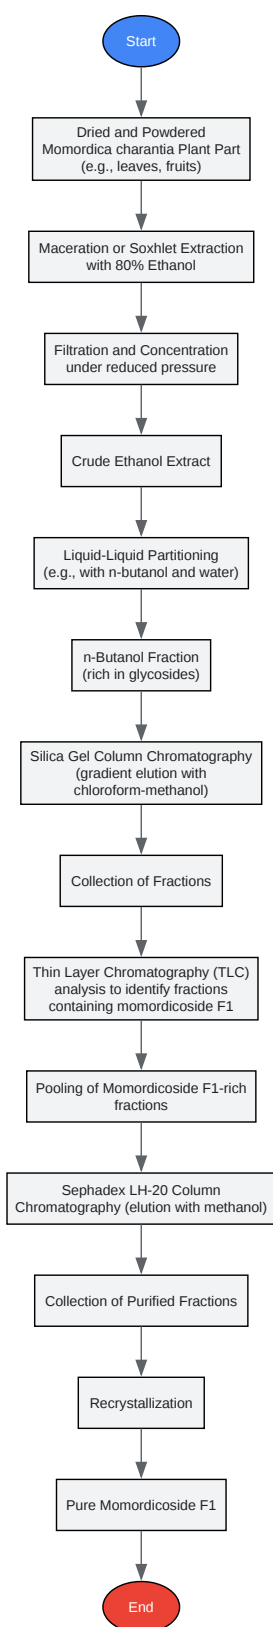 Start
Dried and Powdered
Momordica charantia Plant Part
(e.g., leaves, fruits)
Maceration or Soxhlet Extraction
with 80% Ethanol
Filtration and Concentration
under reduced pressure
Crude Ethanol Extract
Liquid-Liquid Partitioning
(e.g., with n-butanol and water)
n-Butanol Fraction
(rich in glycosides)
Silica Gel Column Chromatography
(gradient elution with
chloroform-methanol)
Collection of Fractions
Thin Layer Chromatography (TLC)
analysis to identify fractions
containing momordicoside F1
Pooling of Momordicoside F1-rich
fractions
Sephadex LH-20 Column
Chromatography (elution with methanol)
Collection of Purified Fractions
Recrystallization
Pure Momordicoside F1
End